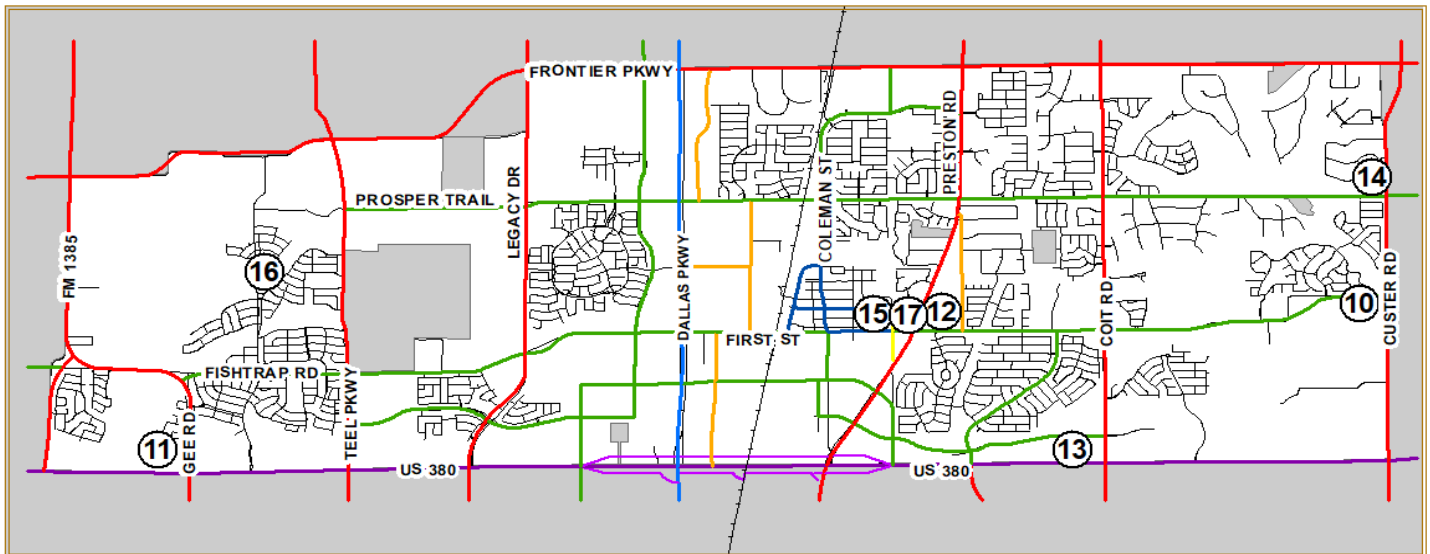 FRONTIER PKWY
PRESTON RD
COLEMAN ST
14
PROSPER TRAIL
LEGACY DR
FM 1385
16
DALLAS PKWY
COIT RD
CUSTER RD
10
15
17
12
FIRST ST
FISHTRAP RD
TEEL PKWY
GEE RD
11
13
US 380
US 380